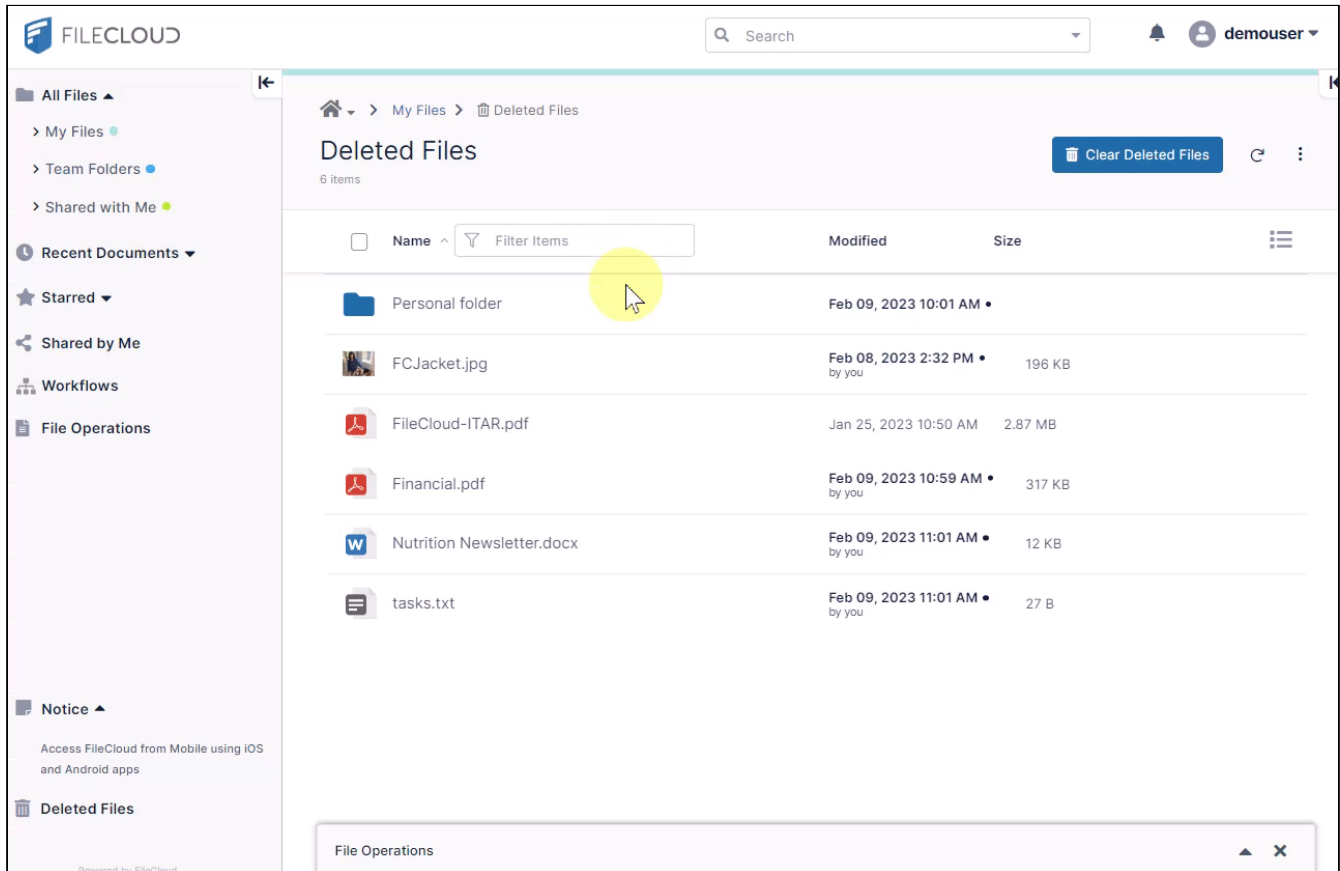 FILECLOUD
Search
demouser
All Files
My Files
Team Folders
Shared with Me
Recent Documents
Starred
Shared by Me
Workflows
File Operations
Notice
Access FileCloud from Mobile using iOS
and Android apps
Deleted Files
Powered by FileCloud
My Files
Deleted Files
Deleted Files
6 items
Clear Deleted Files
Name
Filter Items
Modified
Size
Personal folder
Feb 09, 2023 10:01 AM
FCJacket.jpg
Feb 08, 2023 2:32 PM
by you
196 KB
FileCloud-ITAR.pdf
Jan 25, 2023 10:50 AM
2.87 MB
Financial.pdf
Feb 09, 2023 10:59 AM
by you
317 KB
W
Nutrition Newsletter.docx
Feb 09, 2023 11:01 AM
by you
12 KB
tasks.txt
Feb 09, 2023 11:01 AM
by you
27 B
File Operations